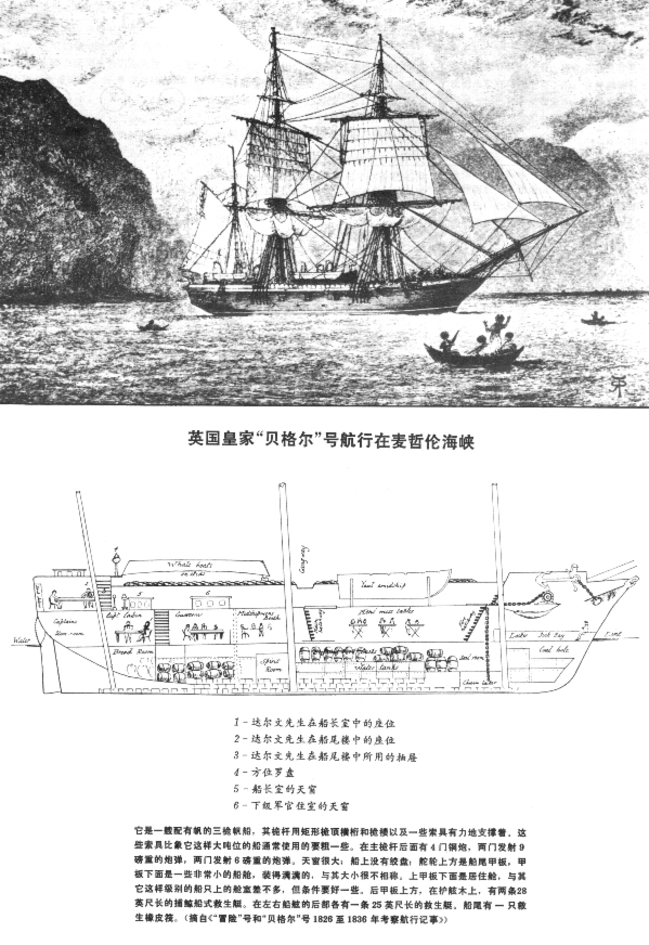 英国皇家“贝格尔”号航行在麦哲伦海峡
Whale boats
on skids
Gangway
Yawl amidship
Capt Cabin
Gunroom
Midshipmens
Berth
Mens mess tables
Captains
Store-room
Water
Bread Room
Spirit
Room
Water tanks
Sail room
Chain locker
Sick Bay
Coal hole
Line
1-达尔文先生在船长室中的座位
2-达尔文先生在船尾楼中的座位
3-达尔文先生在船尾楼中所用的抽屉
4-方位罗盘
5-船长室的天窗
6-下级军官住室的天窗
它是一艘配有帆的三桅帆船，其桅杆用矩形桅顶横桁和桅楼以及一些索具有力地支撑着，这
些索具比象它这样大吨位的船通常使用的要粗一些。在主桅杆后面有4门铜炮，两门发射9
磅重的炮弹，两门发射6磅重的炮弹。天窗很大；船上没有绞盘；舵轮上方是船尾甲板，甲
板下面是一些非常小的船舱，装得满满的，与其大小很不相称。上甲板下面是居住舱，与其
它这样级别的船只上的舱室差不多，但条件要好一些。后甲板上方，在护舷木上，有两条28
英尺长的捕鲸船式救生艇。在左右船舷的后部各有一条25英尺长的救生艇，船尾有一只救
生橡皮筏。（摘自《“冒险”号和“贝格尔”号1826至1836年考察航行记事》）